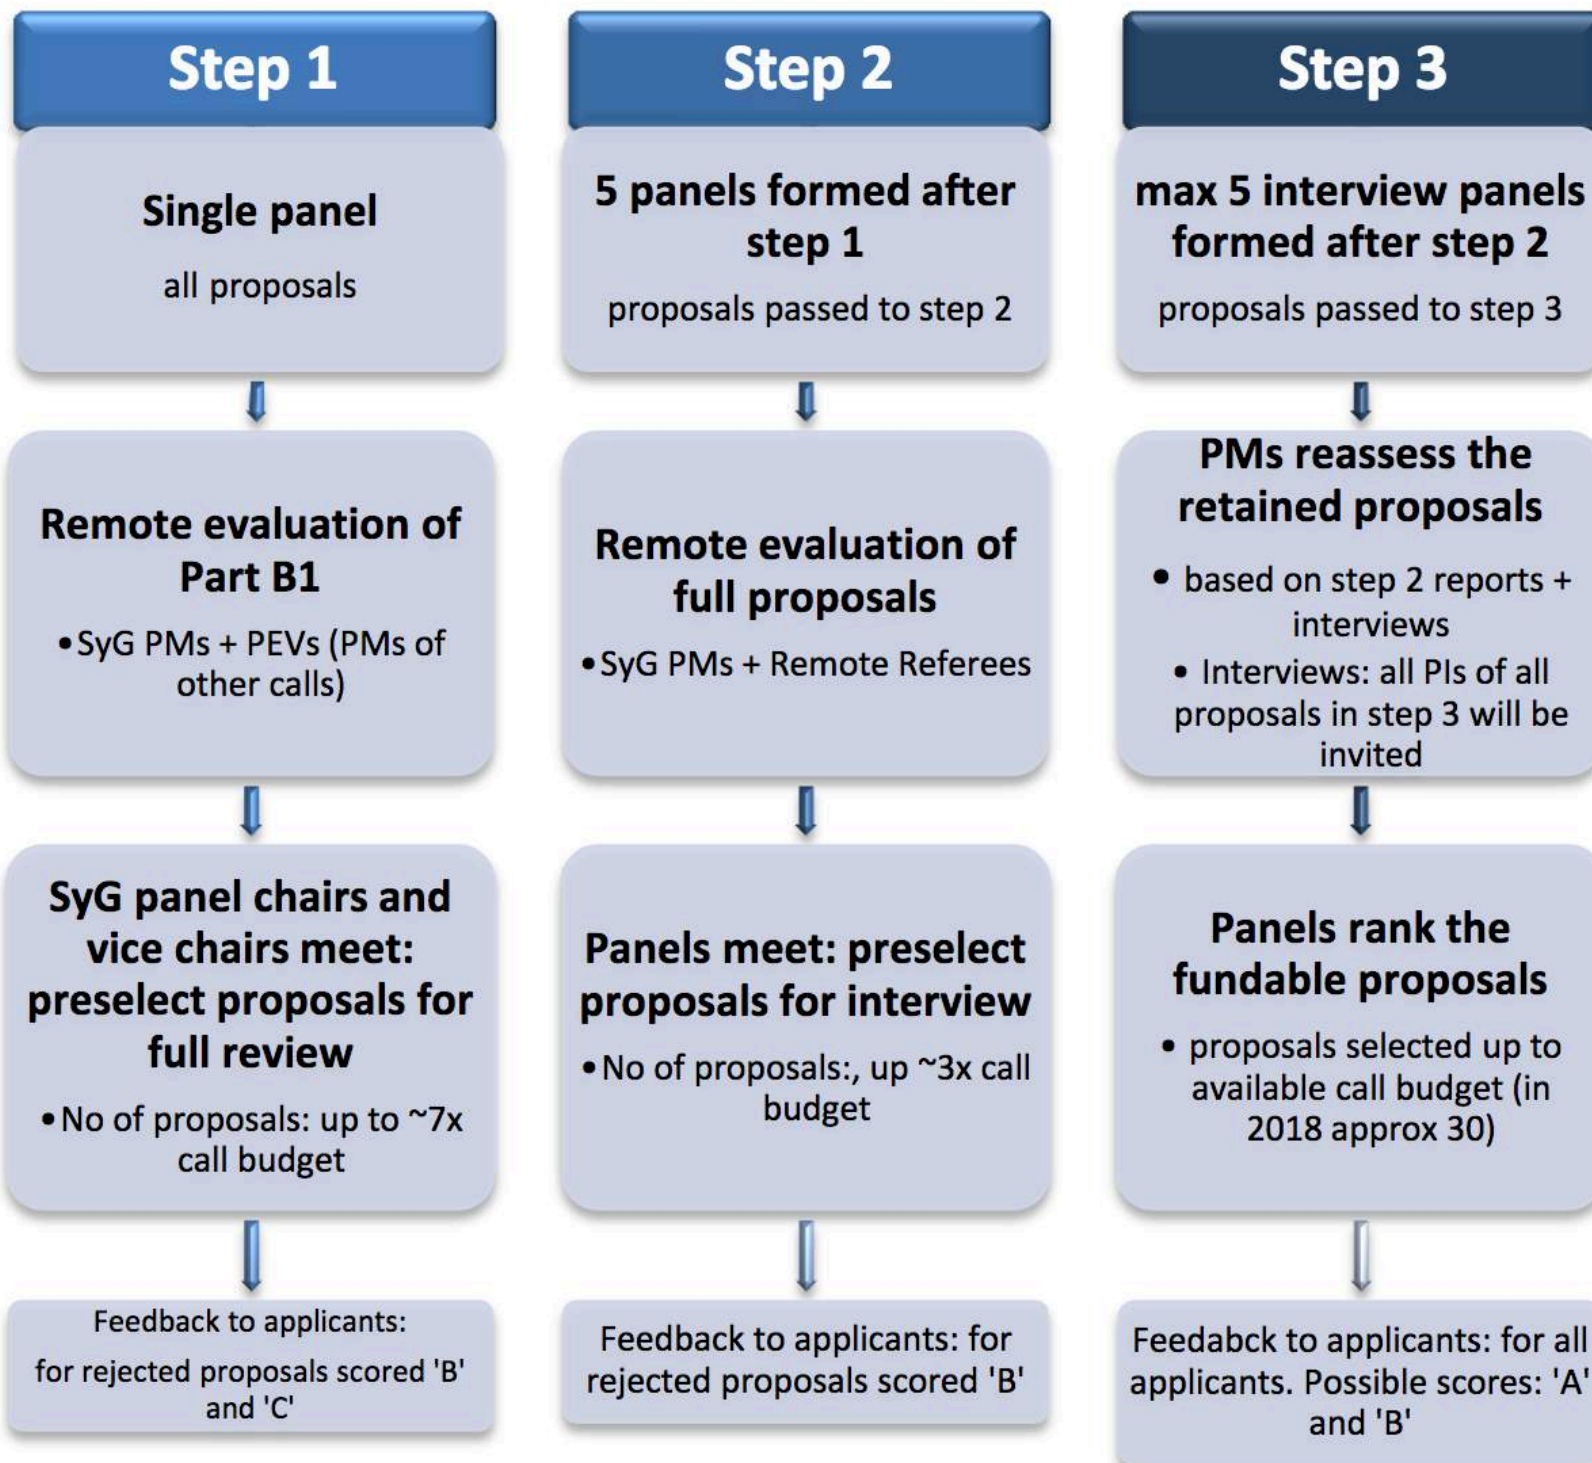 Step 1
Single panel
all proposals
Remote evaluation of
Part B1
• SyG PMs + PEVs (PMs of
other calls)
SyG panel chairs and
vice chairs meet:
preselect proposals for
full review
• No of proposals: up to ~7x
call budget
Feedback to applicants:
for rejected proposals scored 'B'
and 'C'
Step 2
5 panels formed after
step 1
proposals passed to step 2
Remote evaluation of
full proposals
• SyG PMs + Remote Referees
Panels meet: preselect
proposals for interview
• No of proposals:, up ~3x call
budget
Feedback to applicants: for
rejected proposals scored 'B'
Step 3
max 5 interview panels
formed after step 2
proposals passed to step 3
PMs reassess the
retained proposals
• based on step 2 reports +
interviews
• Interviews: all PIs of all
proposals in step 3 will be
invited
Panels rank the
fundable proposals
• proposals selected up to
available call budget (in
2018 approx 30)
Feedabck to applicants: for all
applicants. Possible scores: 'A'
and 'B'